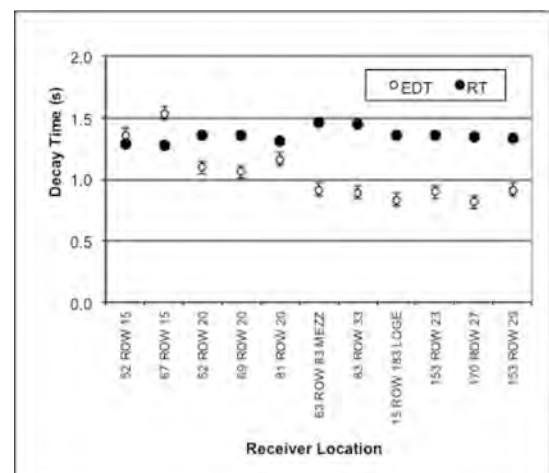 2.0
EDT RT
1.5
1.0
0.5
0.0
Decay Time (s)
52 ROW 15
67 ROW 15
52 ROW 20
69 ROW 20
81 ROW 20
63 ROW 83 MEZZ
83 ROW 33
15 ROW 183 LOGE
153 ROW 23
170 ROW 27
153 ROW 29
Receiver Location